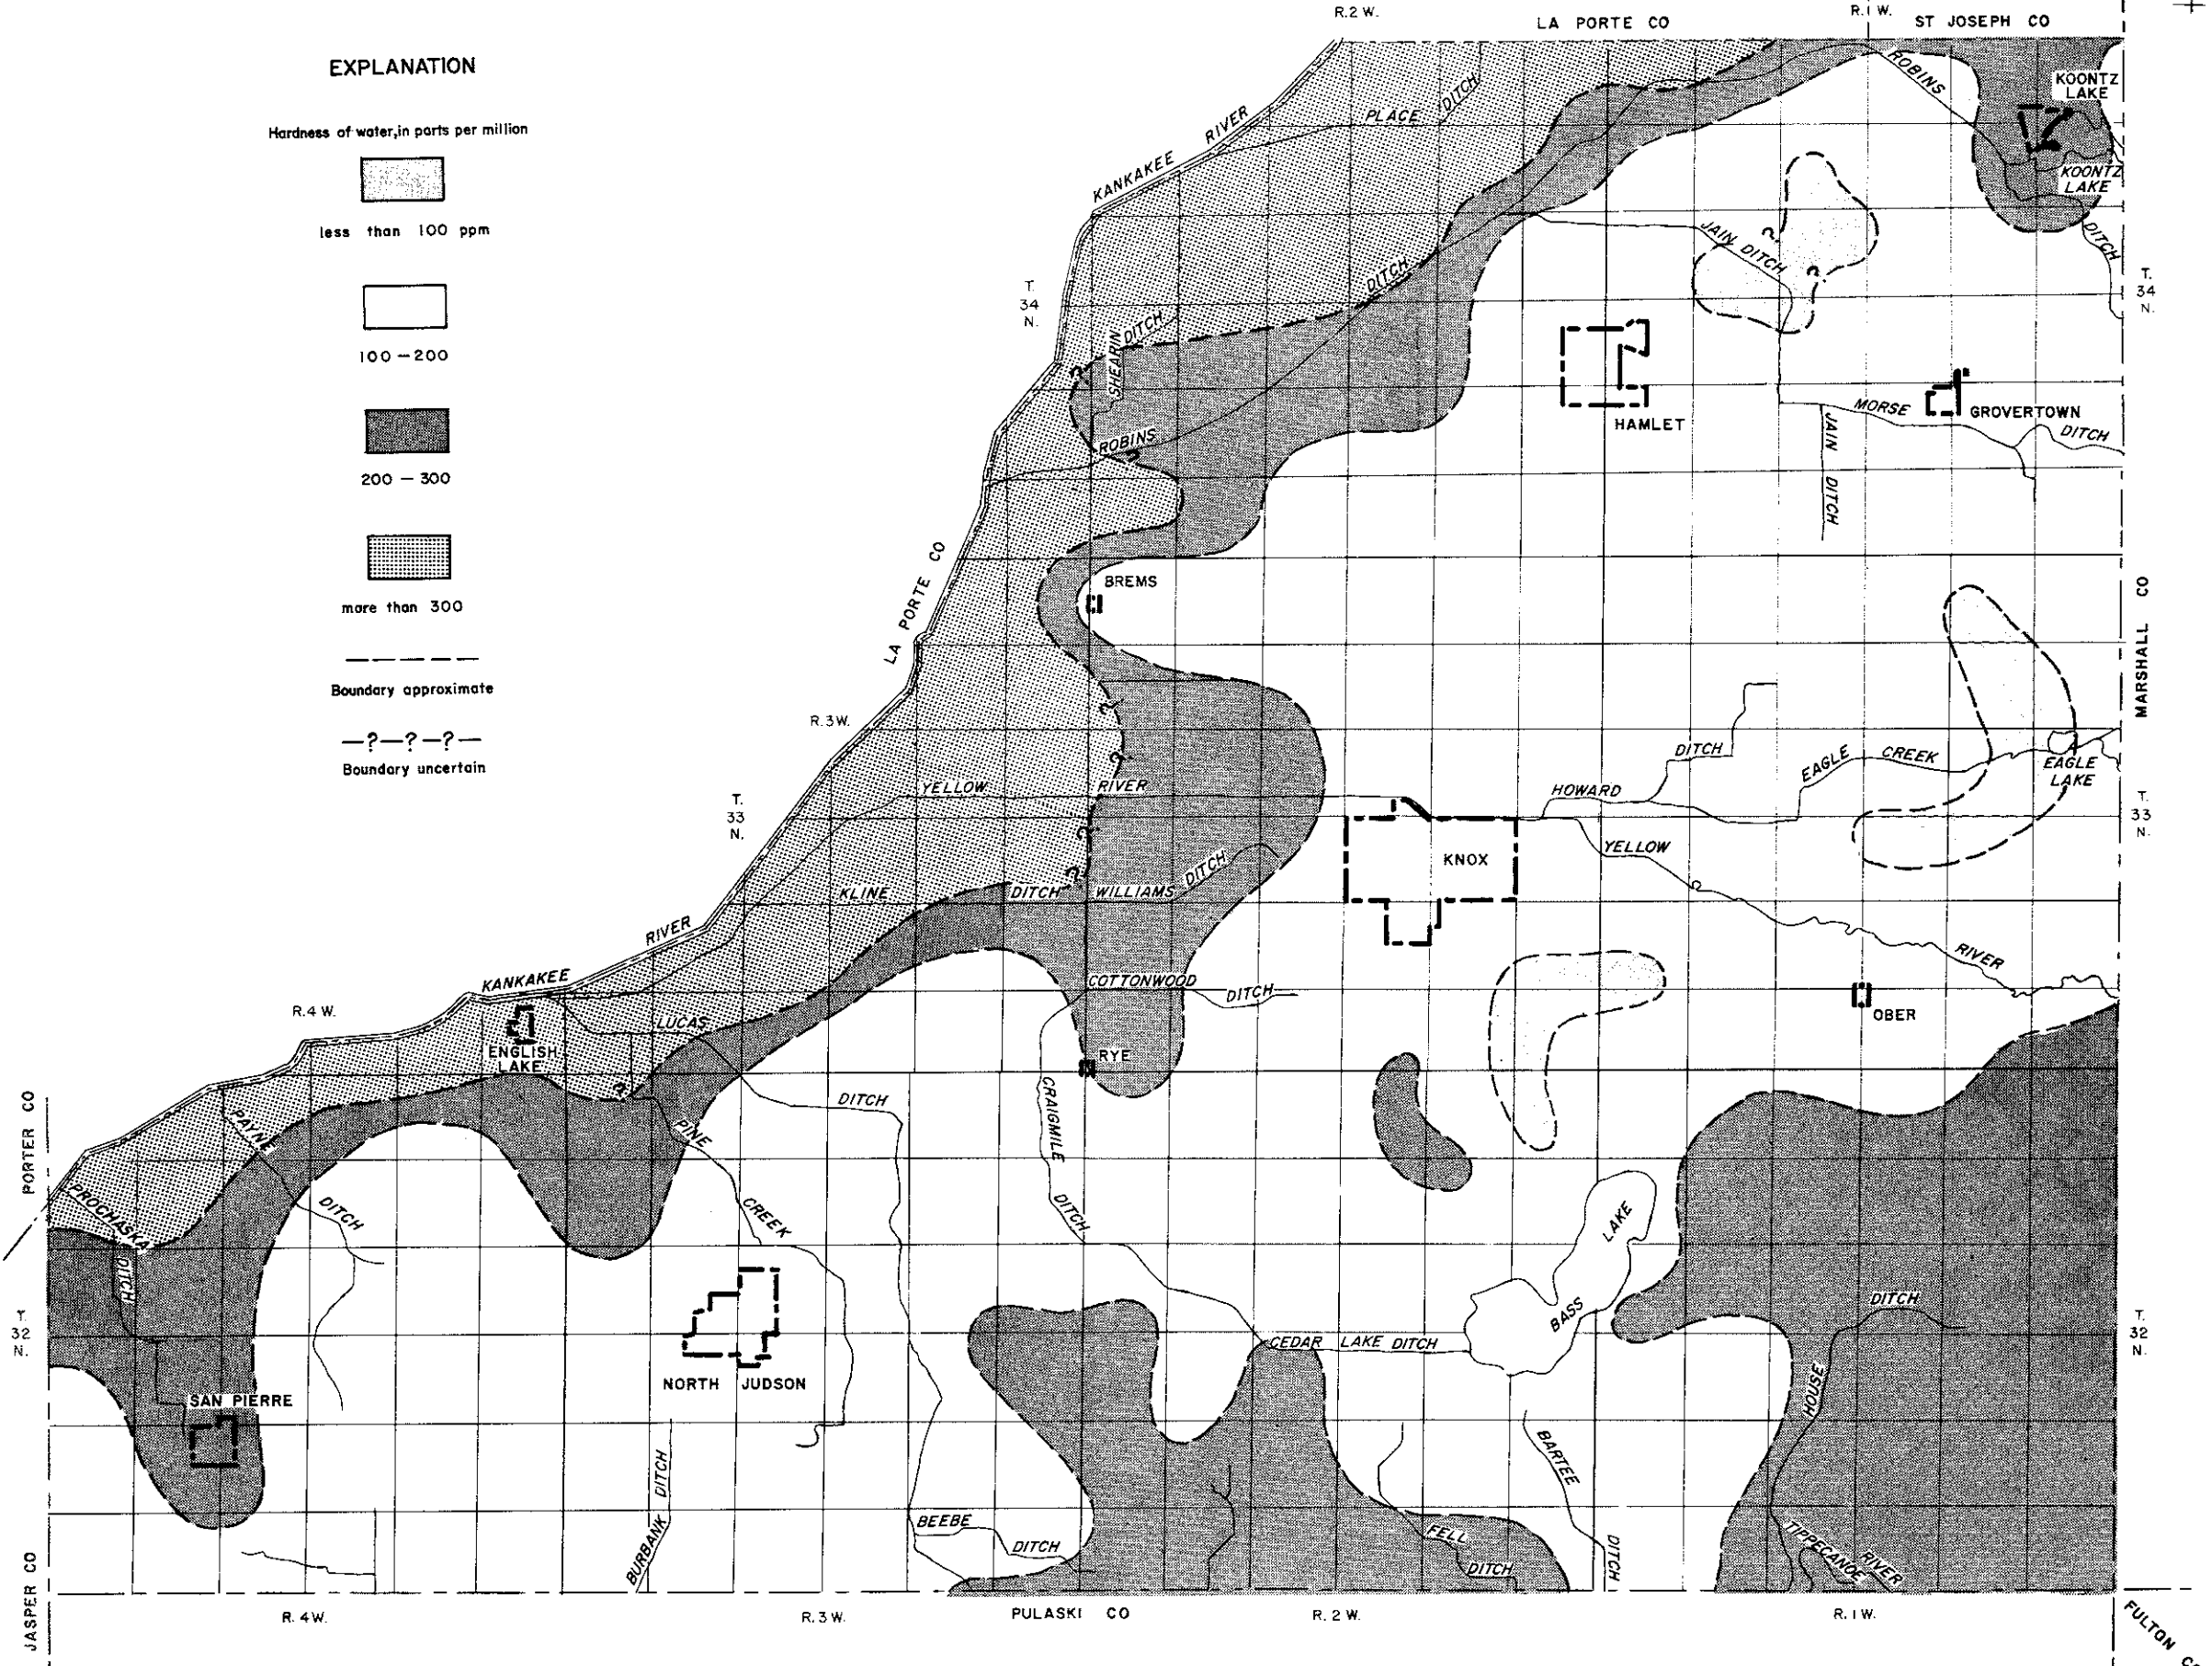 R.2 W.
LA PORTE CO
R.1 W.
ST JOSEPH CO
EXPLANATION
Hardness of water, in parts per million
less than 100 ppm
100 — 200
200 — 300
more than 300
Boundary approximate
—?—?—?—
Boundary uncertain
KANKAKEE RIVER
PLACE DITCH
ROBINS
KOONTZ
LAKE
KOONTZ
LAKE
DITCH
JAIN DITCH
?
?
DITCH
T.
34
N.
T.
34
N.
SHEARIN DITCH
?
ROBINS
?
HAMLET
MORSE
GROVERTOWN
DITCH
JAIN DITCH
LA PORTE CO
BREMS
MARSHALL CO
R.3W.
?
?
YELLOW
RIVER
?
?
DITCH
HOWARD
EAGLE CREEK
EAGLE
LAKE
T.
33
N.
T.
33
N.
KNOX
YELLOW
RIVER
KLINE
DITCH
WILLIAMS DITCH
KANKAKEE
RIVER
COTTONWOOD
DITCH
R.4 W.
LUCAS
ENGLISH
LAKE
?
RYE
OBER
PORTER CO
PAYNE
DITCH
PINE
CREEK
DITCH
CRAIGMILE
DITCH
PROCHASKA
DITCH
BASS LAKE
DITCH
HOUSE
T.
32
N.
T.
32
N.
CEDAR LAKE DITCH
NORTH JUDSON
SAN PIERRE
BURBANK DITCH
BEEBE
DITCH
FELL
DITCH
BARTEE
DITCH
TIPPECANOE
RIVER
JASPER CO
R. 4W.
R. 3 W.
PULASKI CO
R. 2 W.
R. 1 W.
FULTON CO